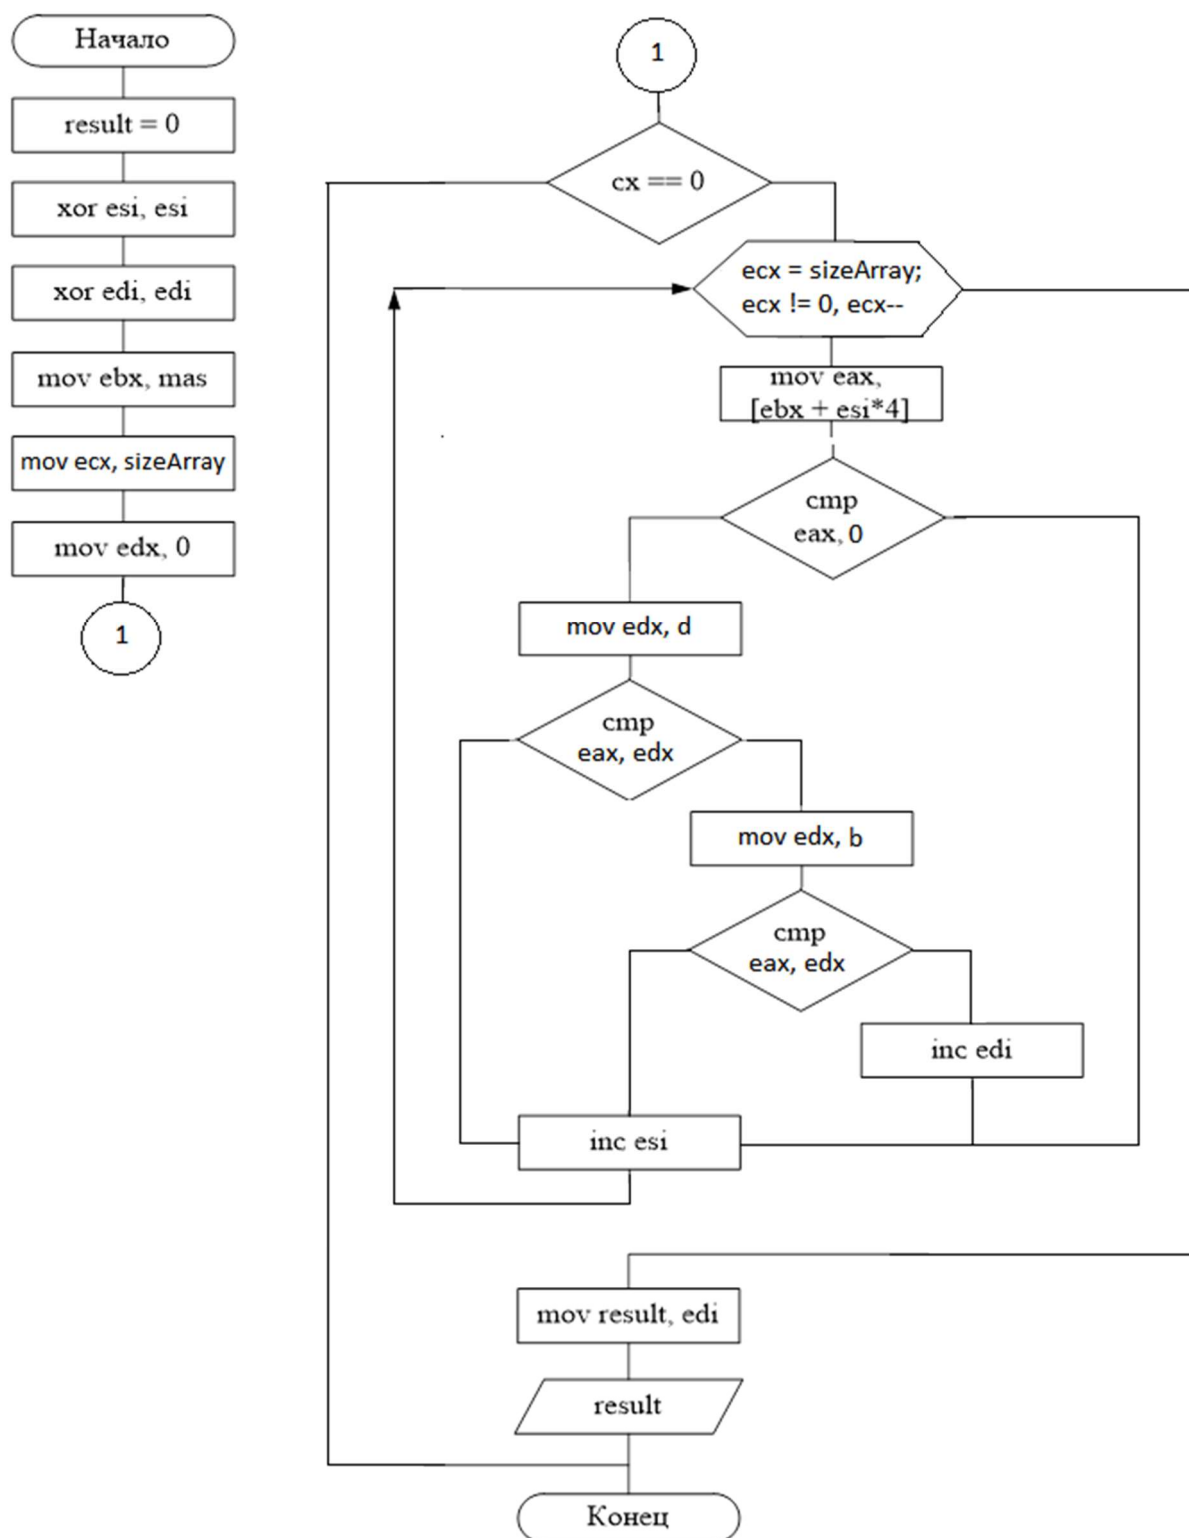 Начало
result = 0
xor esi, esi
xor edi, edi
mov ebx, mas
mov ecx, sizeArray
mov edx, 0
1
1
cx == 0
ecx = sizeArray;
ecx != 0, ecx--
mov eax,
[ebx + esi*4]
cmp
eax, 0
mov edx, d
cmp
eax, edx
mov edx, b
cmp
eax, edx
inc edi
inc esi
mov result, edi
result
Конец